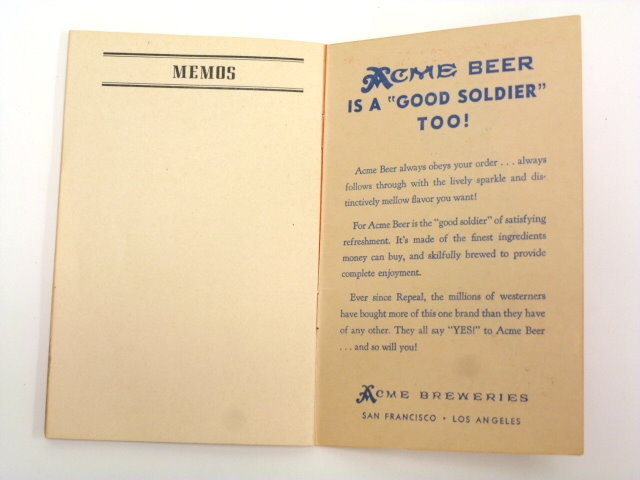 MEMOS
ACME BEER
IS A "GOOD SOLDIER"
TOO!
Acme Beer always obeys your order . . . always
follows through with the lively sparkle and dis-
tinctively mellow flavor you want!
For Acme Beer is the "good soldier" of satisfying
refreshment. It's made of the finest ingredients
money can buy, and skilfully brewed to provide
complete enjoyment.
Ever since Repeal, the millions of westerners
have bought more of this one brand than they have
of any other. They all say "YES!" to Acme Beer
. . . and so will you!
ACME BREWERIES
SAN FRANCISCO • LOS ANGELES